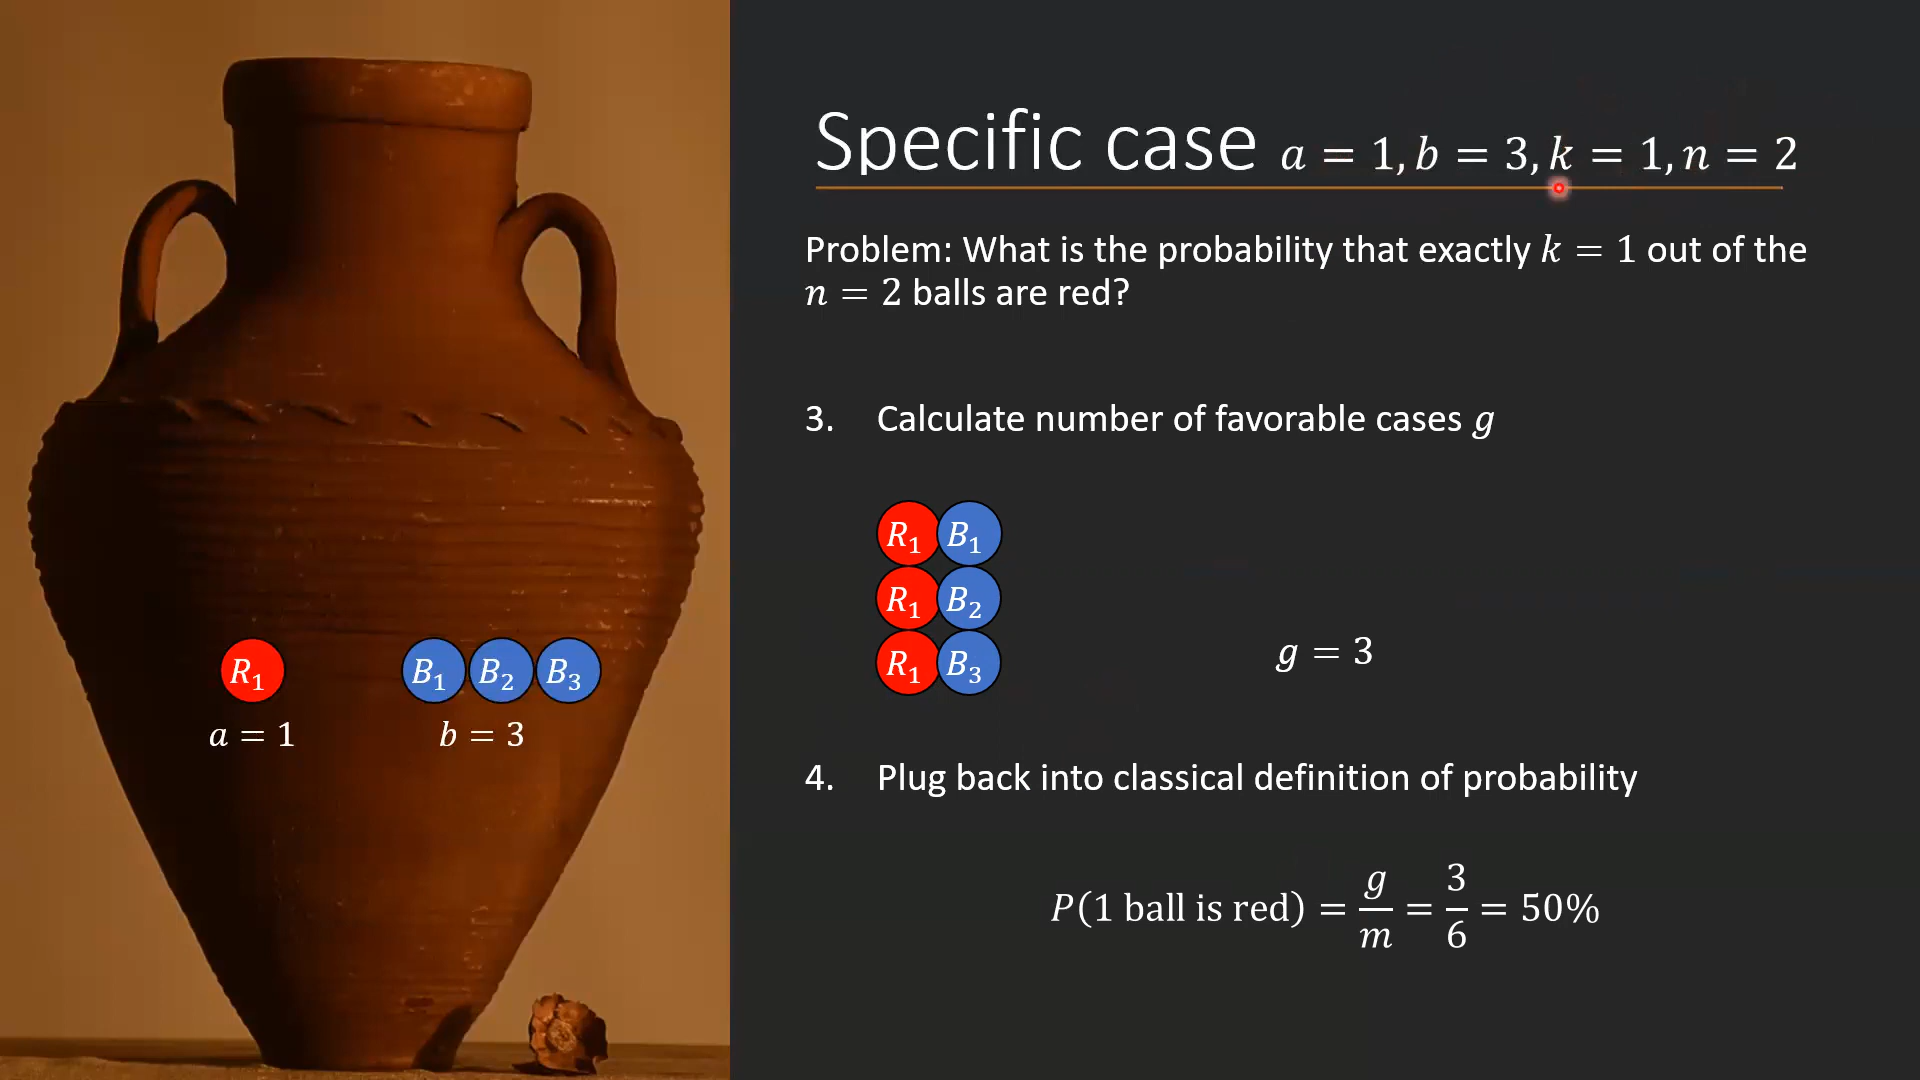 Specific case a = 1, b = 3, k = 1, n = 2
Problem: What is the probability that exactly k = 1 out of the
n = 2 balls are red?
3. Calculate number of favorable cases g
R₁ B₁
R₁ B₂
R₁ B₃
g = 3
R₁ B₁ B₂ B₃
a = 1 b = 3
4. Plug back into classical definition of probability
P(1 ball is red) = g/m = 3/6 = 50%